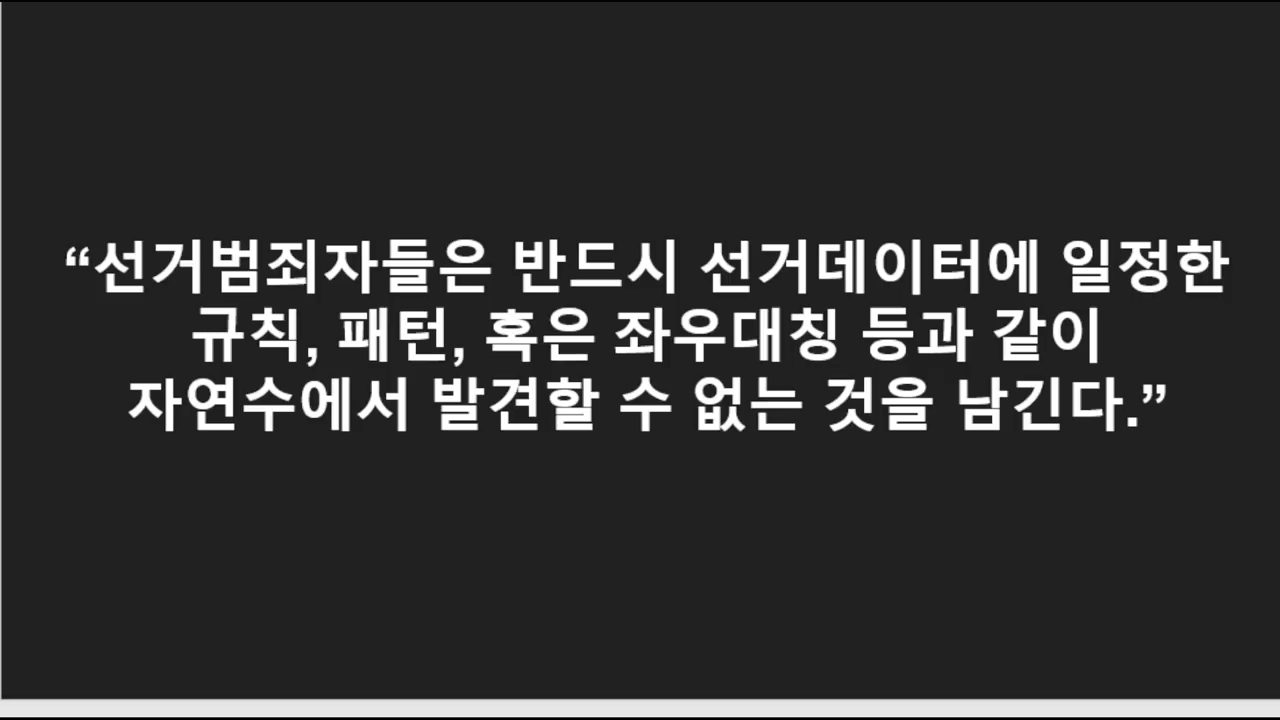 “선거범죄자들은 반드시 선거데이터에 일정한
규칙, 패턴, 혹은 좌우대칭 등과 같이
자연수에서 발견할 수 없는 것을 남긴다.”